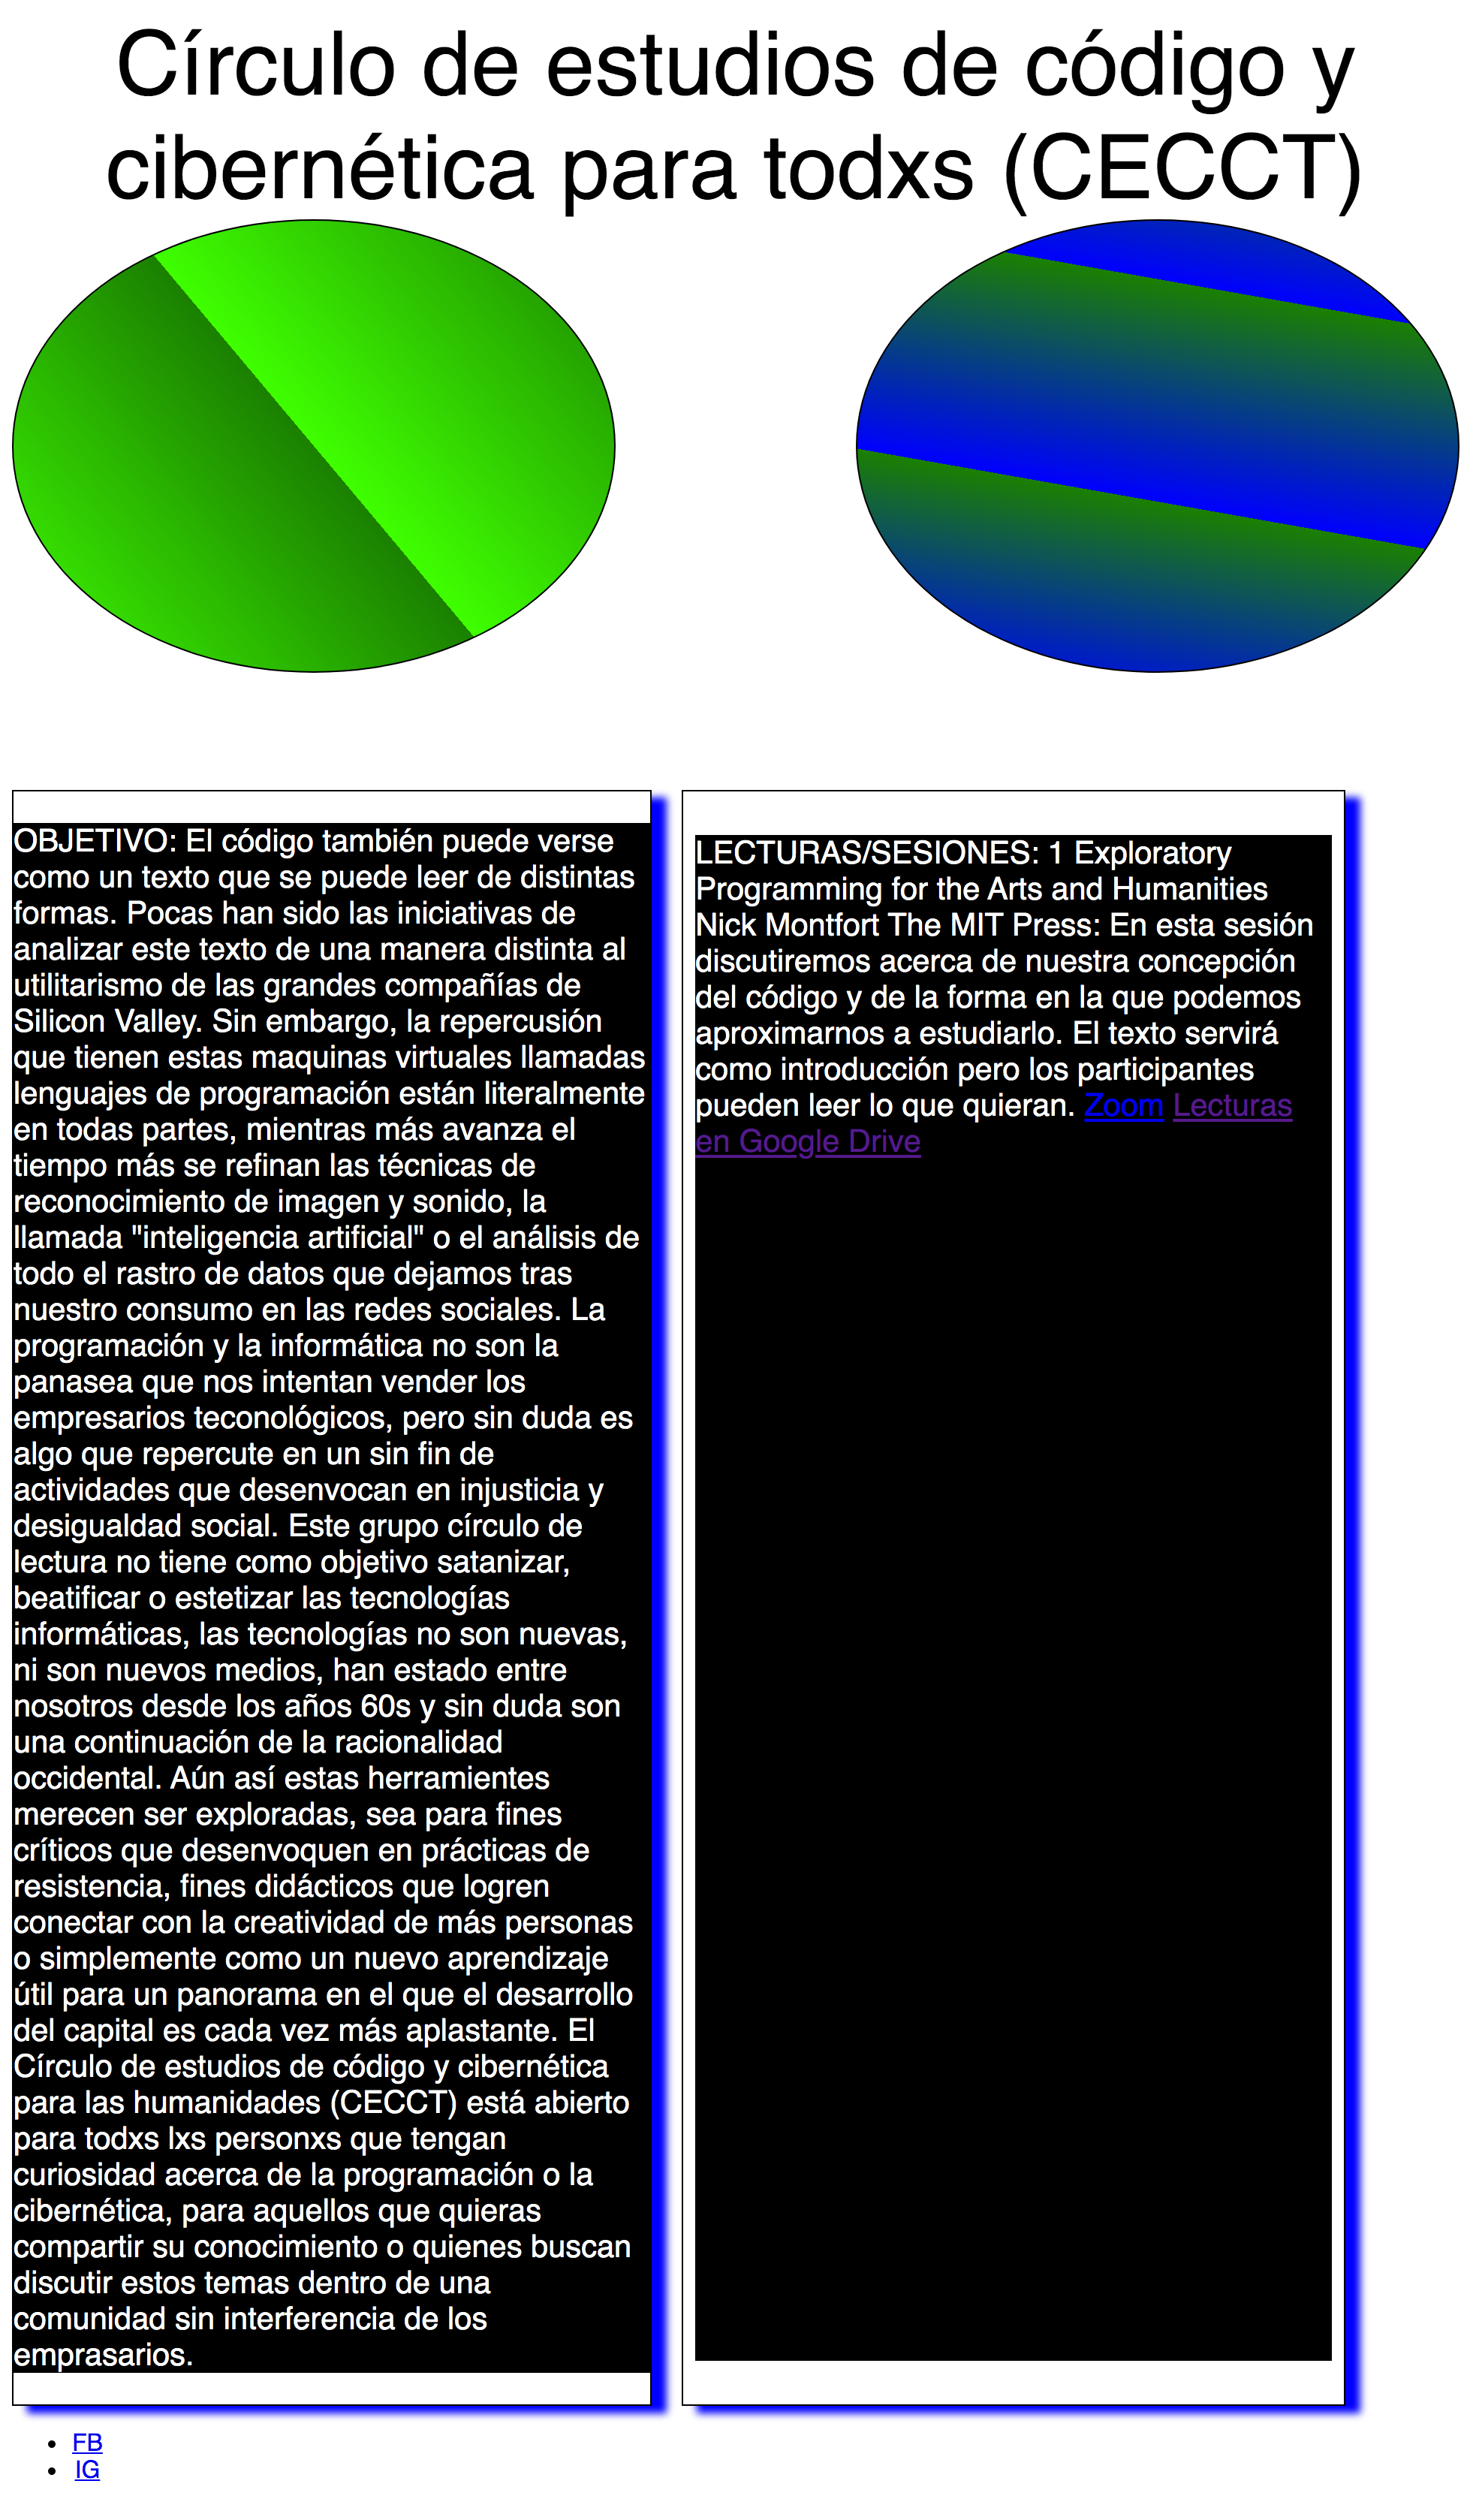 Círculo de estudios de código y
cibernética para todxs (CECCT)
OBJETIVO: El código también puede verse
como un texto que se puede leer de distintas
formas. Pocas han sido las iniciativas de
analizar este texto de una manera distinta al
utilitarismo de las grandes compañías de
Silicon Valley. Sin embargo, la repercusión
que tienen estas maquinas virtuales llamadas
lenguajes de programación están literalmente
en todas partes, mientras más avanza el
tiempo más se refinan las técnicas de
reconocimiento de imagen y sonido, la
llamada "inteligencia artificial" o el análisis de
todo el rastro de datos que dejamos tras
nuestro consumo en las redes sociales. La
programación y la informática no son la
panasea que nos intentan vender los
empresarios teconológicos, pero sin duda es
algo que repercute en un sin fin de
actividades que desenvocan en injusticia y
desigualdad social. Este grupo círculo de
lectura no tiene como objetivo satanizar,
beatificar o estetizar las tecnologías
informáticas, las tecnologías no son nuevas,
ni son nuevos medios, han estado entre
nosotros desde los años 60s y sin duda son
una continuación de la racionalidad
occidental. Aún así estas herramientes
merecen ser exploradas, sea para fines
críticos que desenvoquen en prácticas de
resistencia, fines didácticos que logren
conectar con la creatividad de más personas
o simplemente como un nuevo aprendizaje
útil para un panorama en el que el desarrollo
del capital es cada vez más aplastante. El
Círculo de estudios de código y cibernética
para las humanidades (CECCT) está abierto
para todxs lxs personxs que tengan
curiosidad acerca de la programación o la
cibernética, para aquellos que quieras
compartir su conocimiento o quienes buscan
discutir estos temas dentro de una
comunidad sin interferencia de los
emprasarios.
LECTURAS/SESIONES: 1 Exploratory
Programming for the Arts and Humanities
Nick Montfort The MIT Press: En esta sesión
discutiremos acerca de nuestra concepción
del código y de la forma en la que podemos
aproximarnos a estudiarlo. El texto servirá
como introducción pero los participantes
pueden leer lo que quieran. Zoom Lecturas
en Google Drive
FB
IG